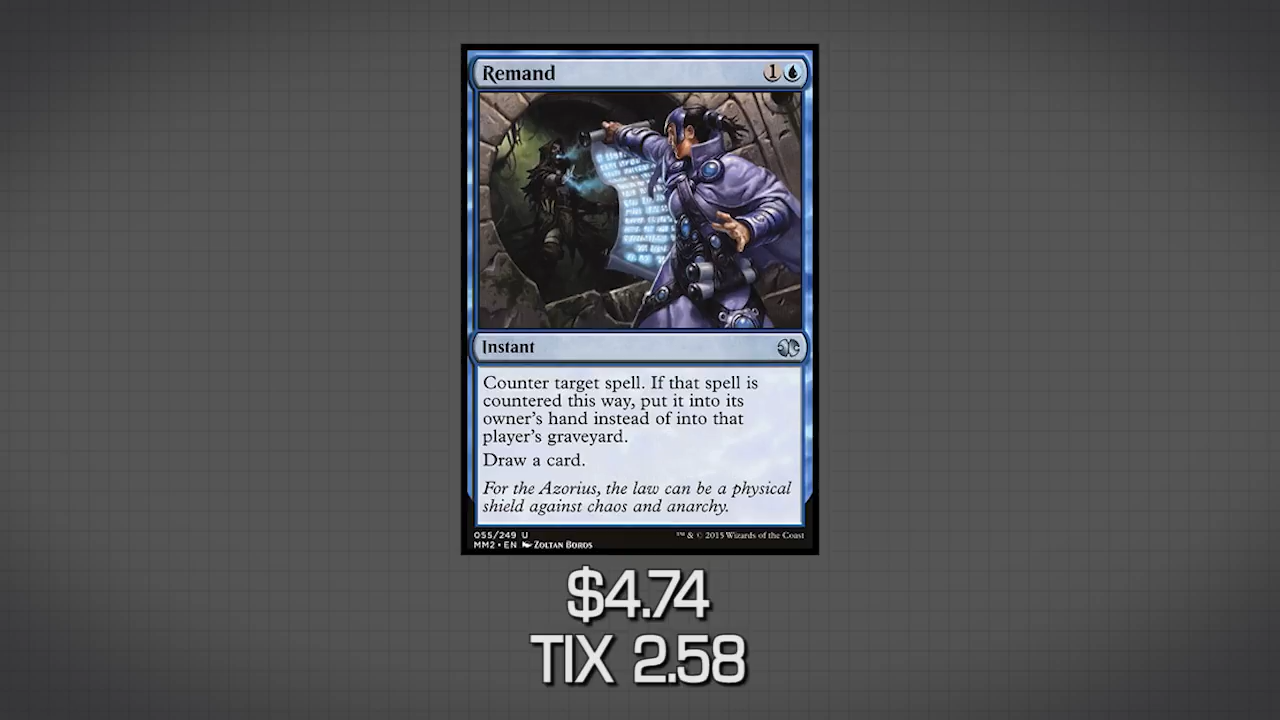 Remand 1
Instant
Counter target spell. If that spell is
countered this way, put it into its
owner's hand instead of into that
player's graveyard.
Draw a card.
For the Azorius, the law can be a physical
shield against chaos and anarchy.
055/249 U
MM2 • EN Zoltan Boros
™ & © 2015 Wizards of the Coast
$4.74
TIX 2.58